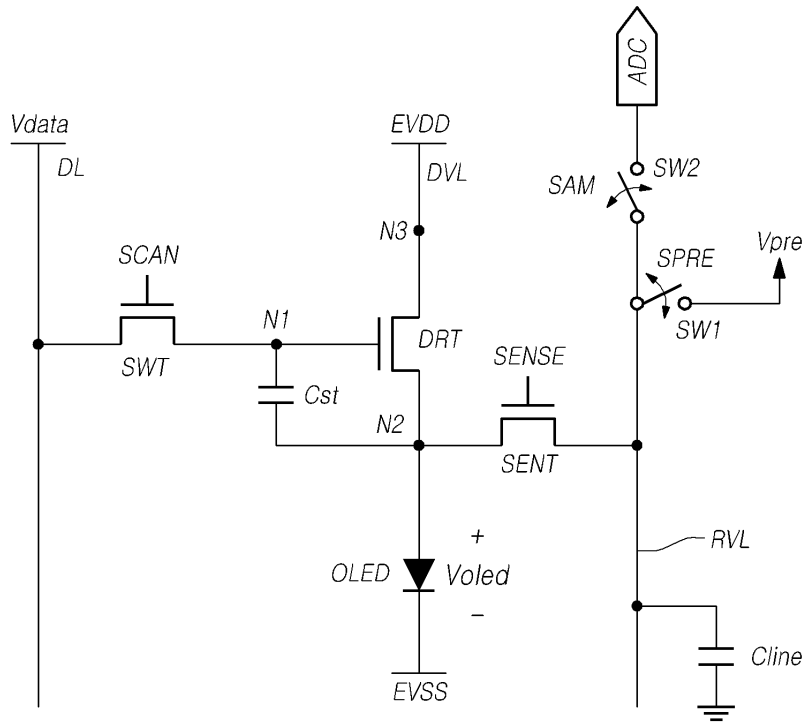 ADC
Vdata
EVDD
DL
DVL
SAM
SW2
N3
Vpre
SCAN
SPRE
N1
SW1
DRT
SENSE
SWT
Cst
N2
SENT
+
RVL
OLED
Voled
−
Cline
EVSS